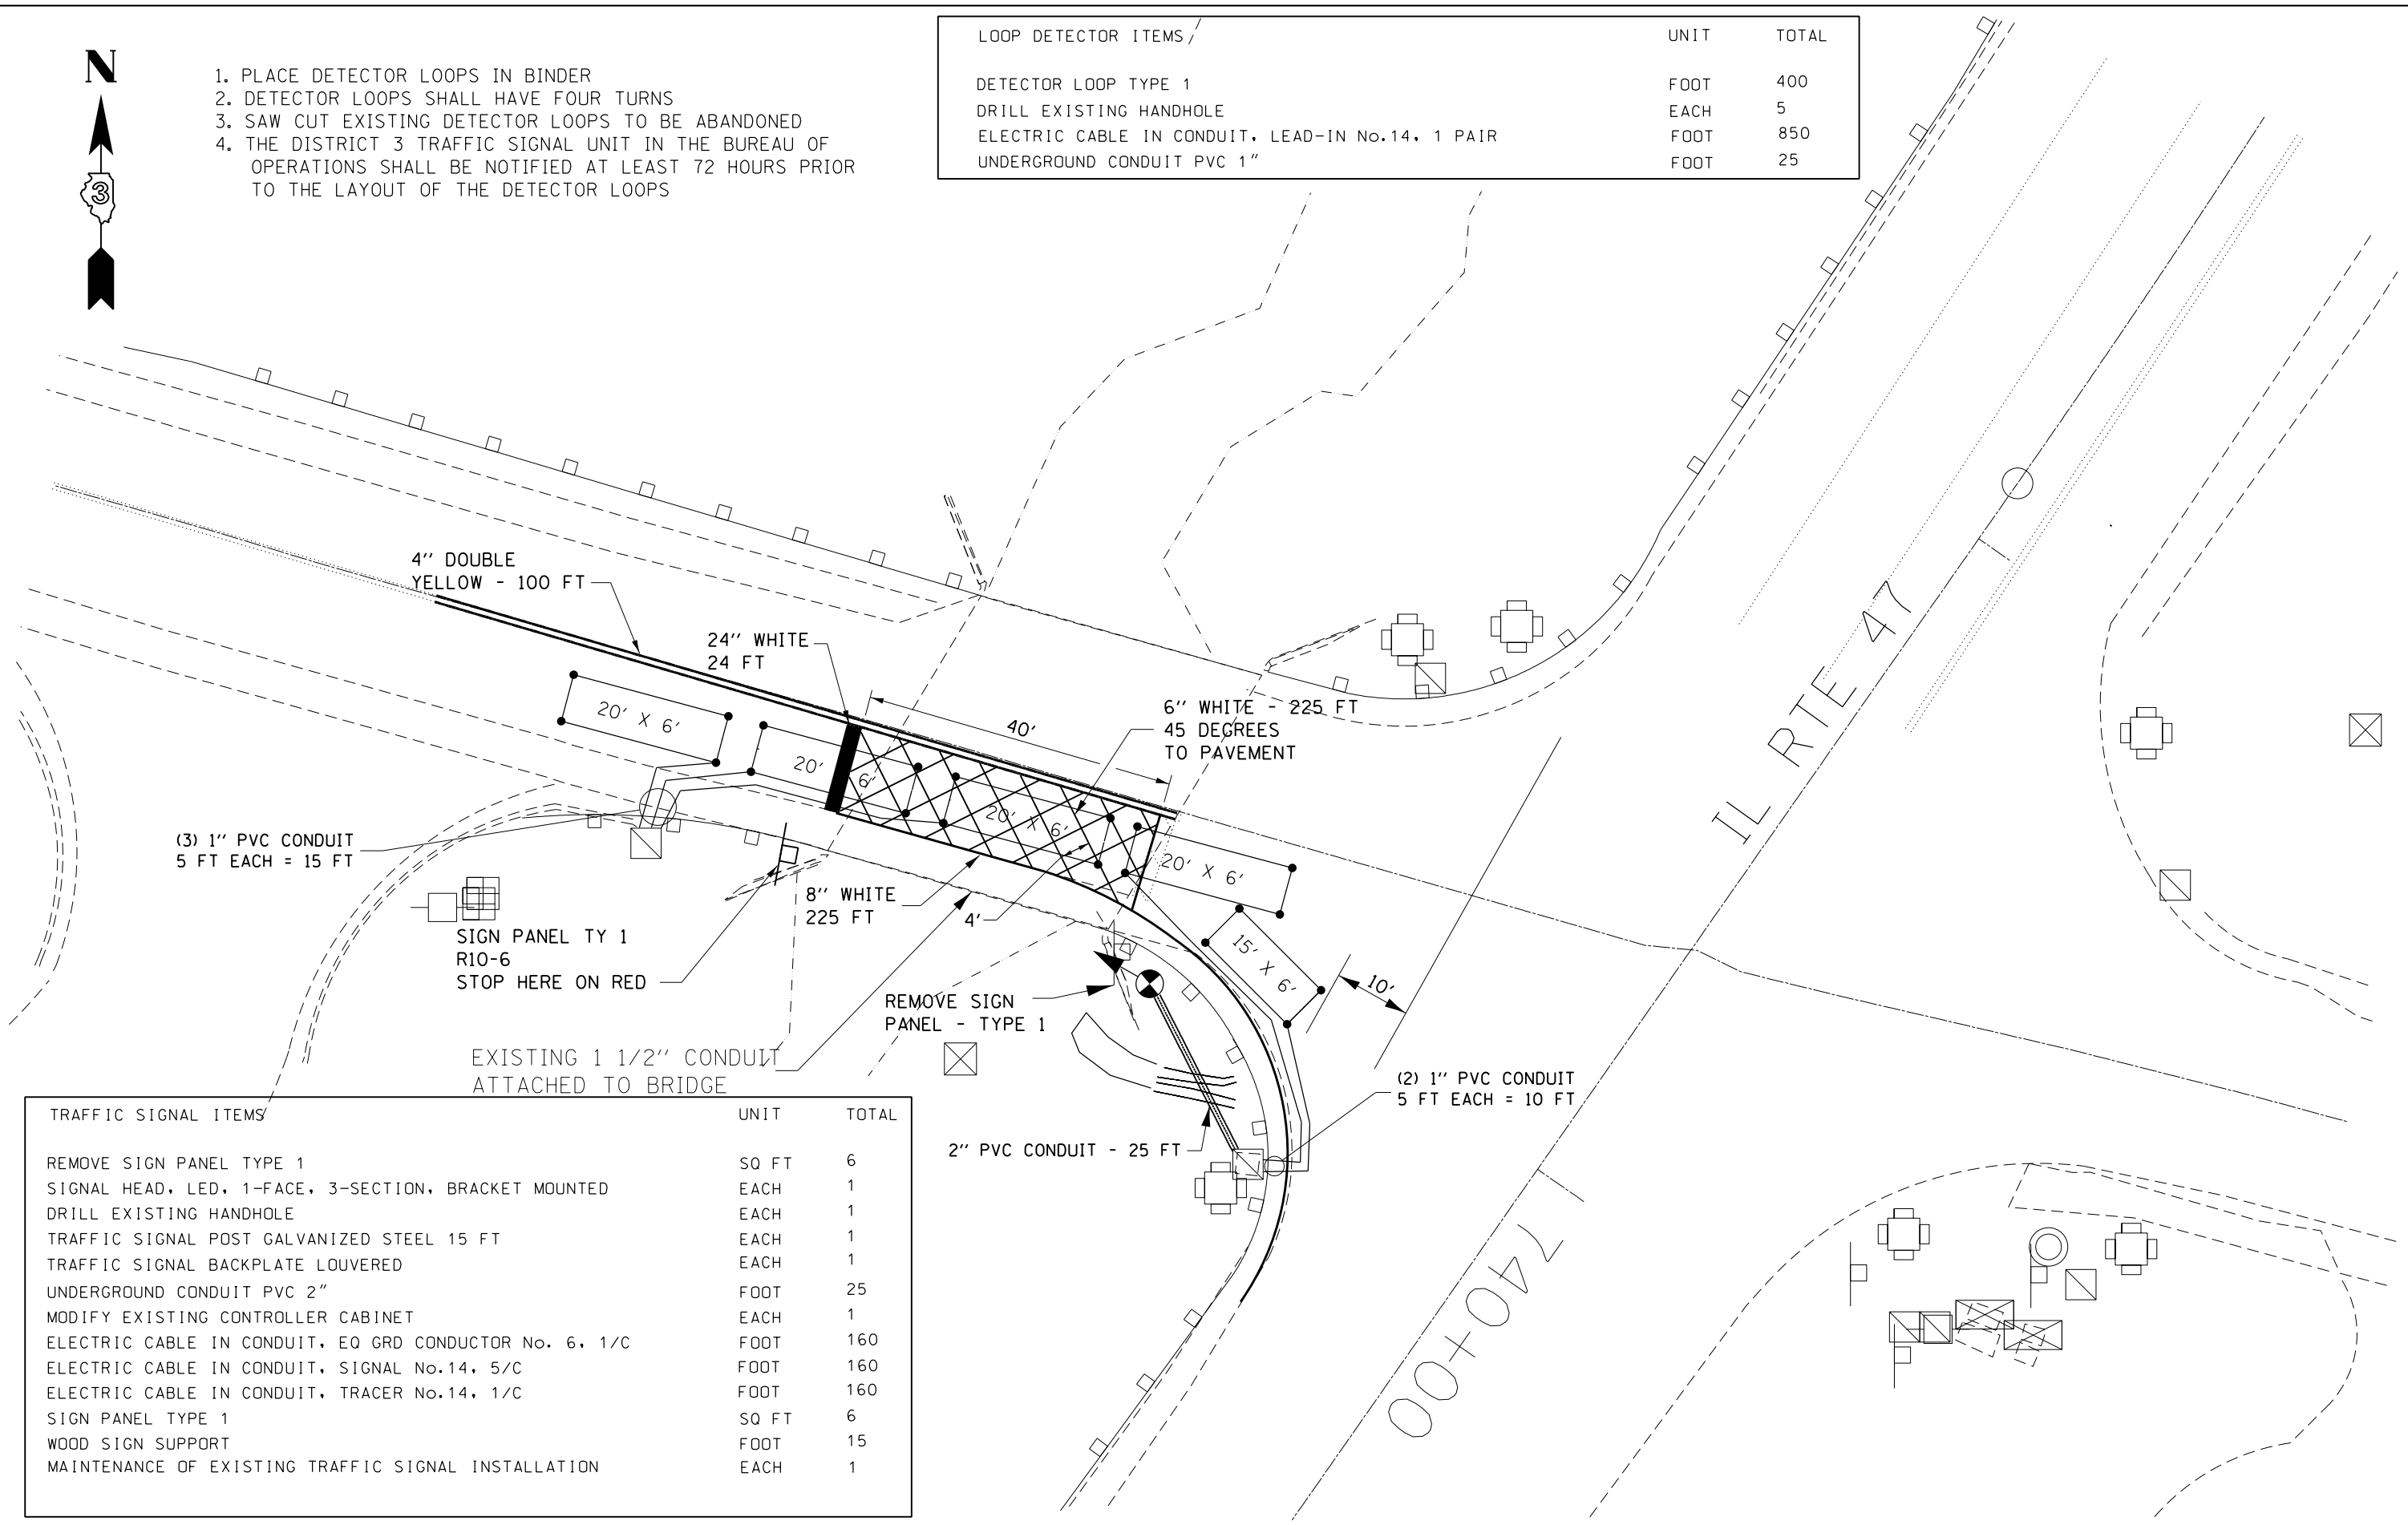 N
3
1. PLACE DETECTOR LOOPS IN BINDER
2. DETECTOR LOOPS SHALL HAVE FOUR TURNS
3. SAW CUT EXISTING DETECTOR LOOPS TO BE ABANDONED
4. THE DISTRICT 3 TRAFFIC SIGNAL UNIT IN THE BUREAU OF
OPERATIONS SHALL BE NOTIFIED AT LEAST 72 HOURS PRIOR
TO THE LAYOUT OF THE DETECTOR LOOPS
LOOP DETECTOR ITEMS UNIT TOTAL
DETECTOR LOOP TYPE 1 FOOT 400
DRILL EXISTING HANDHOLE EACH 5
ELECTRIC CABLE IN CONDUIT, LEAD-IN No.14, 1 PAIR FOOT 850
UNDERGROUND CONDUIT PVC 1" FOOT 25
4'' DOUBLE
YELLOW - 100 FT
24'' WHITE
24 FT
20' X 6'
20' 6'
40'
6'' WHITE - 225 FT
45 DEGREES
TO PAVEMENT
20' X 6'
20' X 6'
15' X 6'
10'
IL RTE 47
740+00
(3) 1'' PVC CONDUIT
5 FT EACH = 15 FT
8'' WHITE
225 FT
4'
SIGN PANEL TY 1
R10-6
STOP HERE ON RED
REMOVE SIGN
PANEL - TYPE 1
EXISTING 1 1/2'' CONDUIT
ATTACHED TO BRIDGE
(2) 1'' PVC CONDUIT
5 FT EACH = 10 FT
2'' PVC CONDUIT - 25 FT
TRAFFIC SIGNAL ITEMS UNIT TOTAL
REMOVE SIGN PANEL TYPE 1 SQ FT 6
SIGNAL HEAD, LED, 1-FACE, 3-SECTION, BRACKET MOUNTED EACH 1
DRILL EXISTING HANDHOLE EACH 1
TRAFFIC SIGNAL POST GALVANIZED STEEL 15 FT EACH 1
TRAFFIC SIGNAL BACKPLATE LOUVERED EACH 1
UNDERGROUND CONDUIT PVC 2" FOOT 25
MODIFY EXISTING CONTROLLER CABINET EACH 1
ELECTRIC CABLE IN CONDUIT, EQ GRD CONDUCTOR No. 6, 1/C FOOT 160
ELECTRIC CABLE IN CONDUIT, SIGNAL No.14, 5/C FOOT 160
ELECTRIC CABLE IN CONDUIT, TRACER No.14, 1/C FOOT 160
SIGN PANEL TYPE 1 SQ FT 6
WOOD SIGN SUPPORT FOOT 15
MAINTENANCE OF EXISTING TRAFFIC SIGNAL INSTALLATION EACH 1